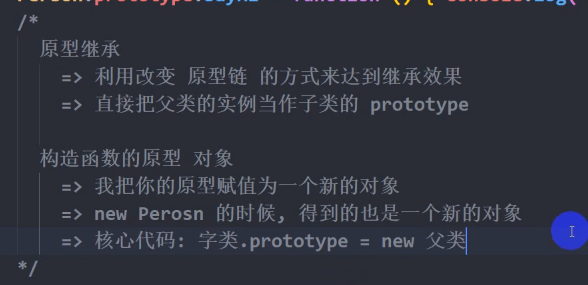 /*
原型继承
=> 利用改变 原型链 的方式来达到继承效果
=> 直接把父类的实例当作子类的 prototype
构造函数的原型 对象
=> 我把你的原型赋值为一个新的对象
=> new Perosn 的时候, 得到的也是一个新的对象
=> 核心代码: 字类.prototype = new 父类
*/